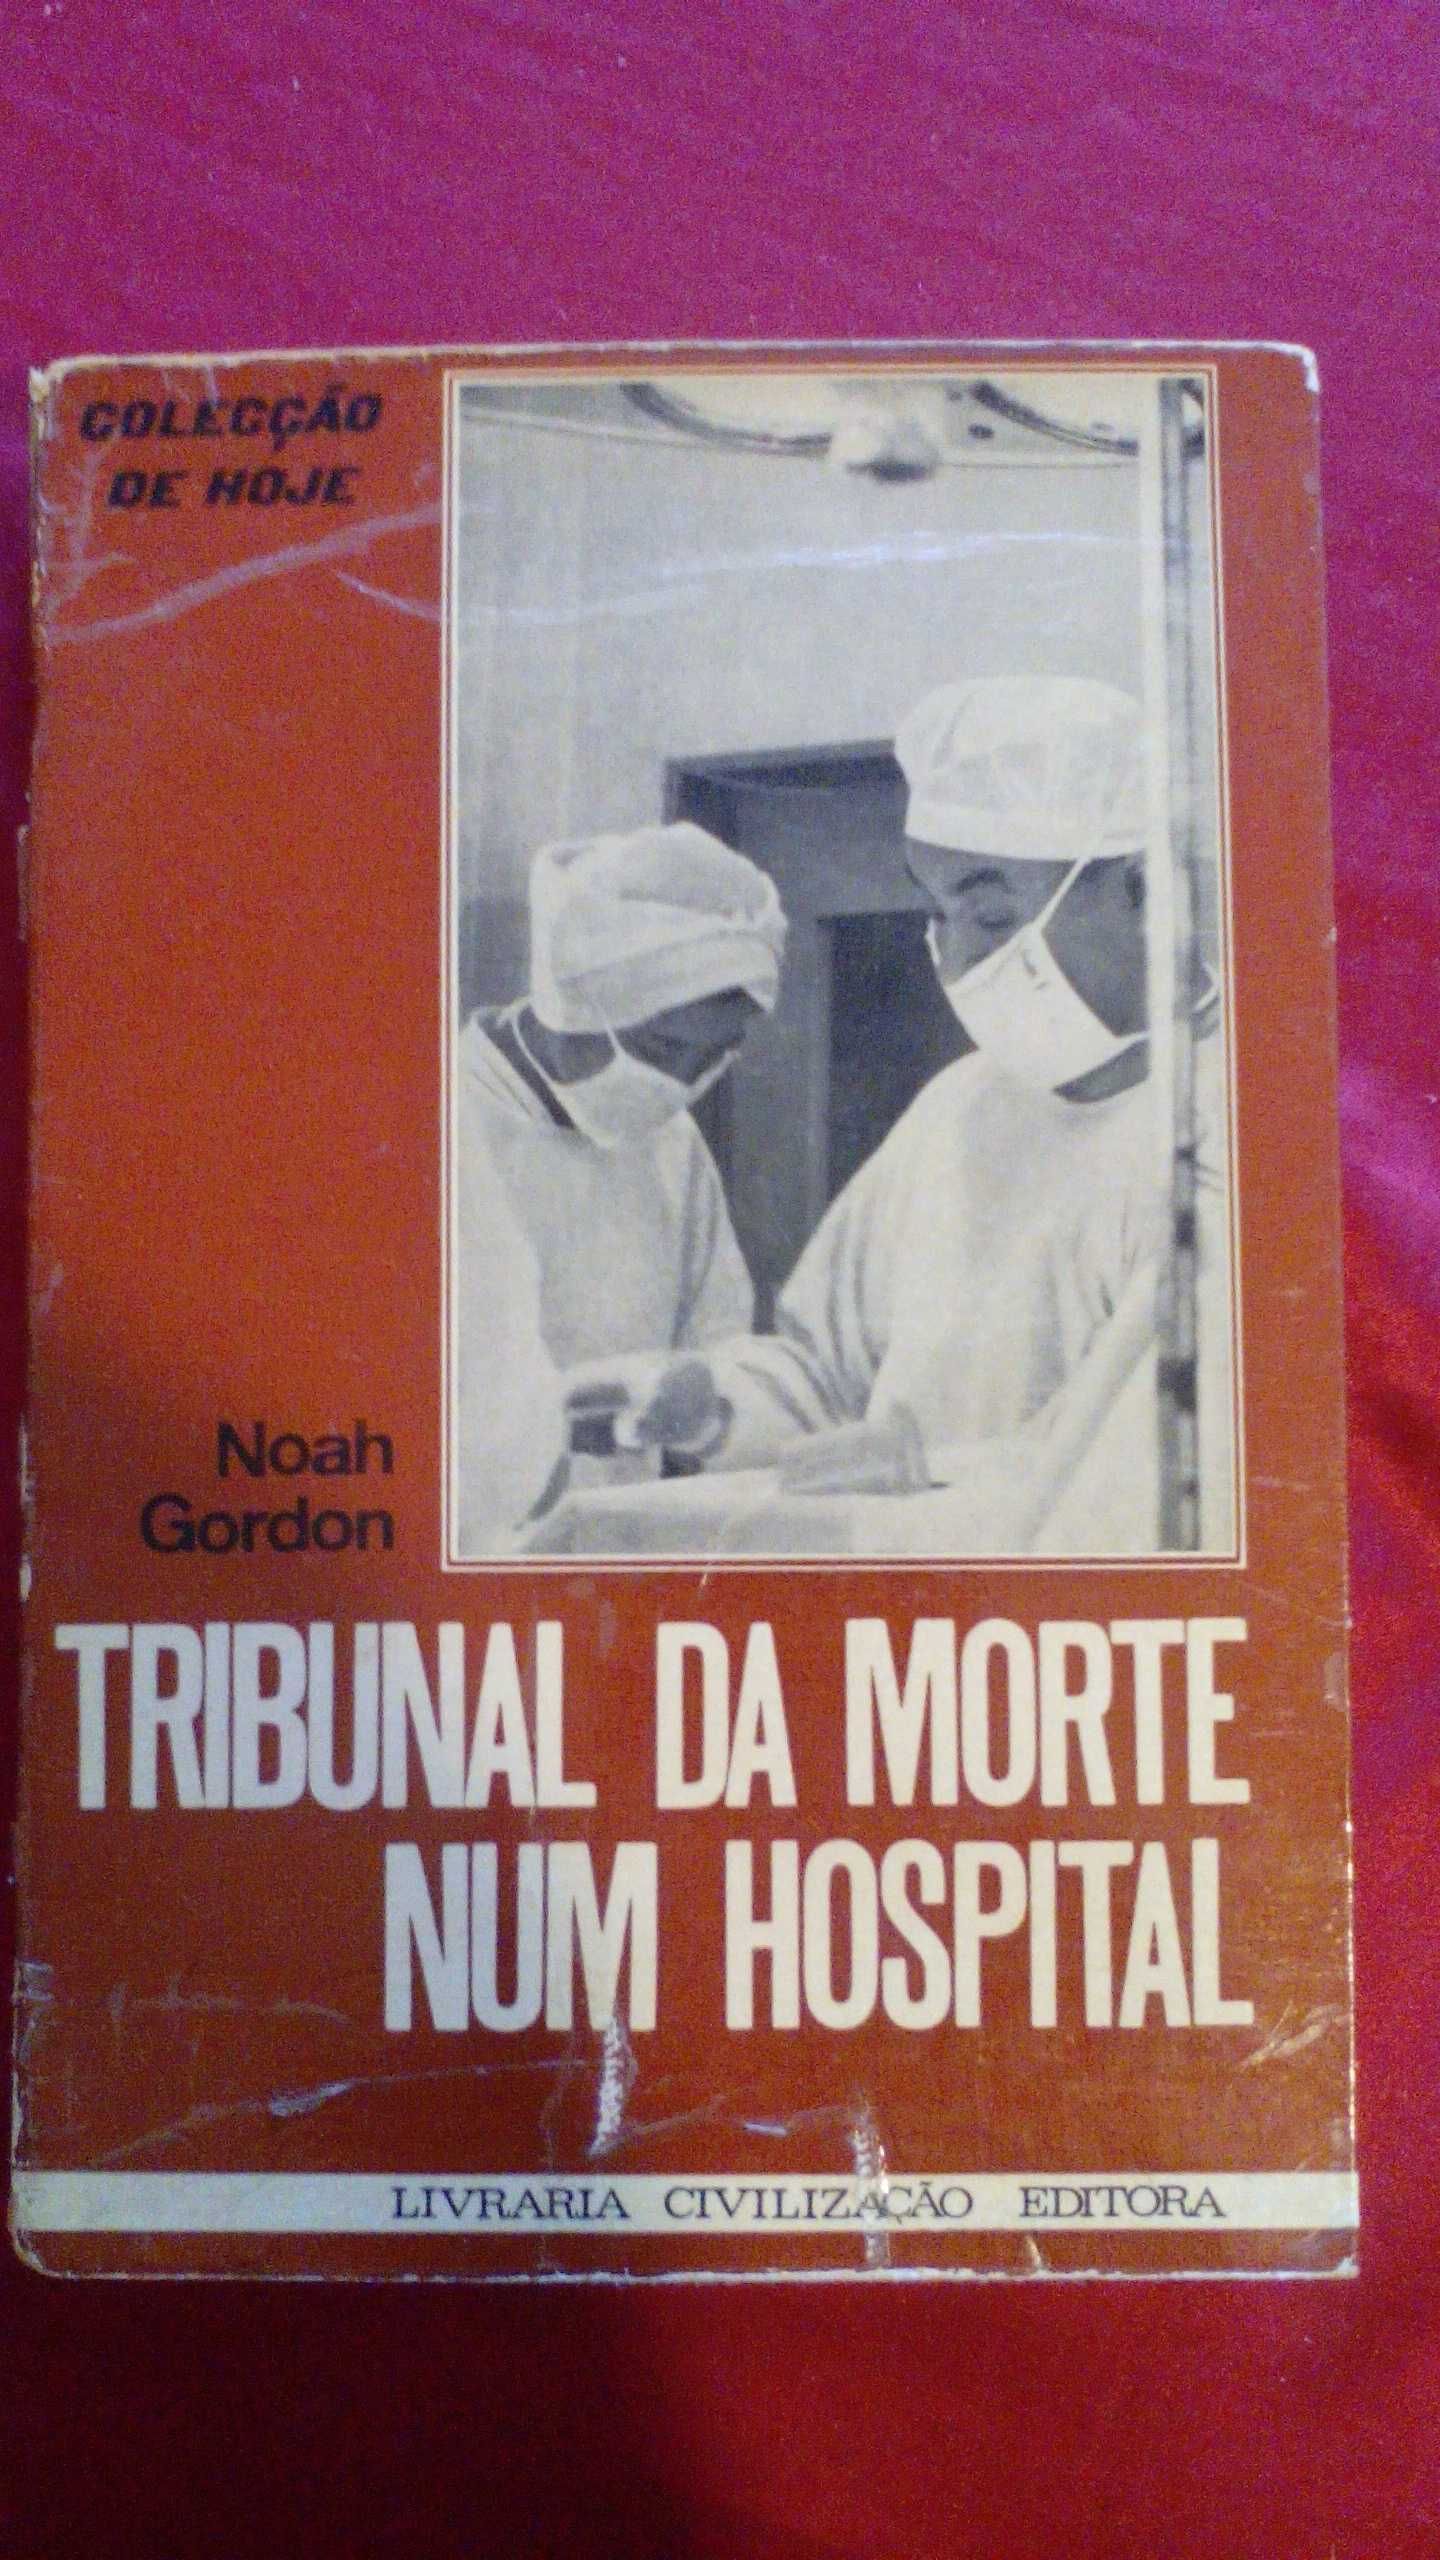 COLECÇÃO
DE HOJE
Noah
Gordon
TRIBUNAL DA MORTE
NUM HOSPITAL
LIVRARIA CIVILIZAÇÃO EDITORA